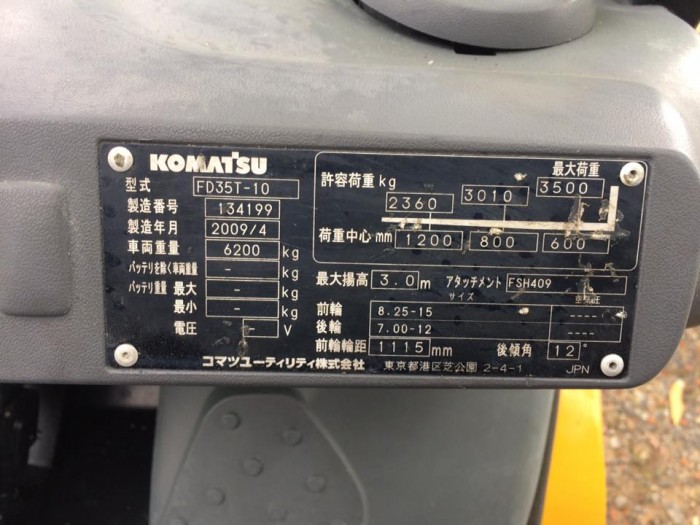 KOMATSU
型式 FD35T-10
製造番号 134199
製造年月 2009/4
車両重量 6200 kg
バッテリを除く車両重量 - kg
バッテリ重量 最大 - kg
最小 - kg
電圧 - V
コマツユーティリティ株式会社
最大荷重
許容荷重 kg 2360 3010 3500
荷重中心 mm 1200 800 600
最大揚高 3.0 m アタッチメント FSH409
サイズ
前輪 8.25-15 ----
後輪 7.00-12 ----
前輪輪距 1115 mm 後傾角 12°
東京都港区芝公園 2-4-1 JPN